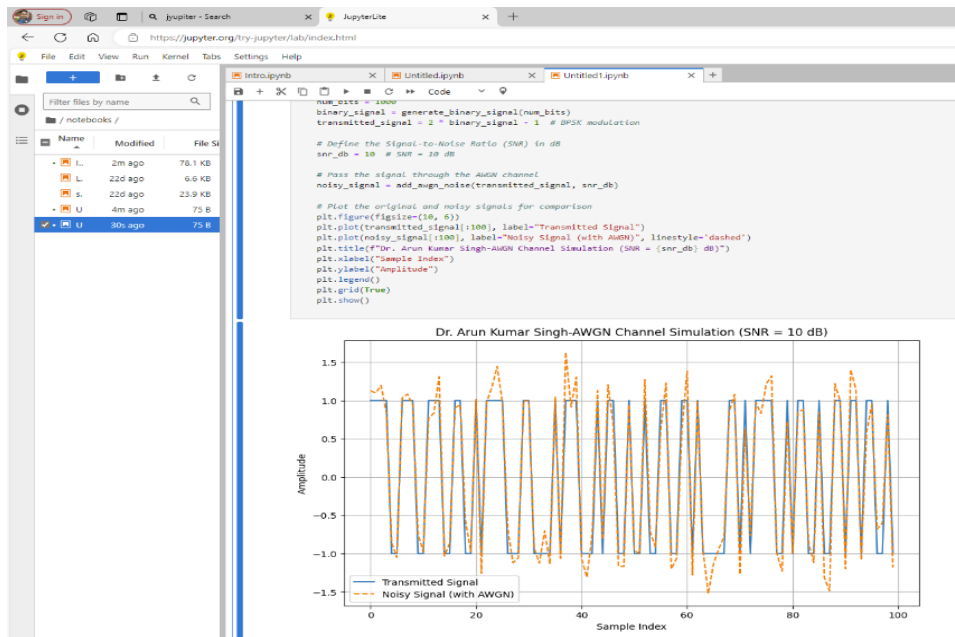 Sign in
jyupiter - Search
JupyterLite
https://jupyter.org/try-jupyter/lab/index.html
File Edit View Run Kernel Tabs Settings Help
Intro.ipynb
Untitled.ipynb
Untitled1.ipynb
Code
Filter files by name
/ notebooks /
Name Modified File Si
I.. 2m ago 78.1 KB
L. 22d ago 6.6 KB
s. 22d ago 23.9 KB
U 4m ago 75 B
U 30s ago 75 B
num_bits = 1000
binary_signal = generate_binary_signal(num_bits)
transmitted_signal = 2 * binary_signal - 1 # BPSK modulation
# Define the Signal-to-Noise Ratio (SNR) in dB
snr_db = 10 # SNR = 10 dB
# Pass the signal through the AWGN channel
noisy_signal = add_awgn_noise(transmitted_signal, snr_db)
# Plot the original and noisy signals for comparison
plt.figure(figsize=(10, 6))
plt.plot(transmitted_signal[:100], label="Transmitted Signal")
plt.plot(noisy_signal[:100], label="Noisy Signal (with AWGN)", linestyle='dashed')
plt.title(f"Dr. Arun Kumar Singh-AWGN Channel Simulation (SNR = {snr_db} dB)")
plt.xlabel("Sample Index")
plt.ylabel("Amplitude")
plt.legend()
plt.grid(True)
plt.show()
Dr. Arun Kumar Singh-AWGN Channel Simulation (SNR = 10 dB)
1.5
1.0
0.5
0.0
−0.5
−1.0
−1.5
Amplitude
Transmitted Signal
Noisy Signal (with AWGN)
0 20 40 60 80 100
Sample Index